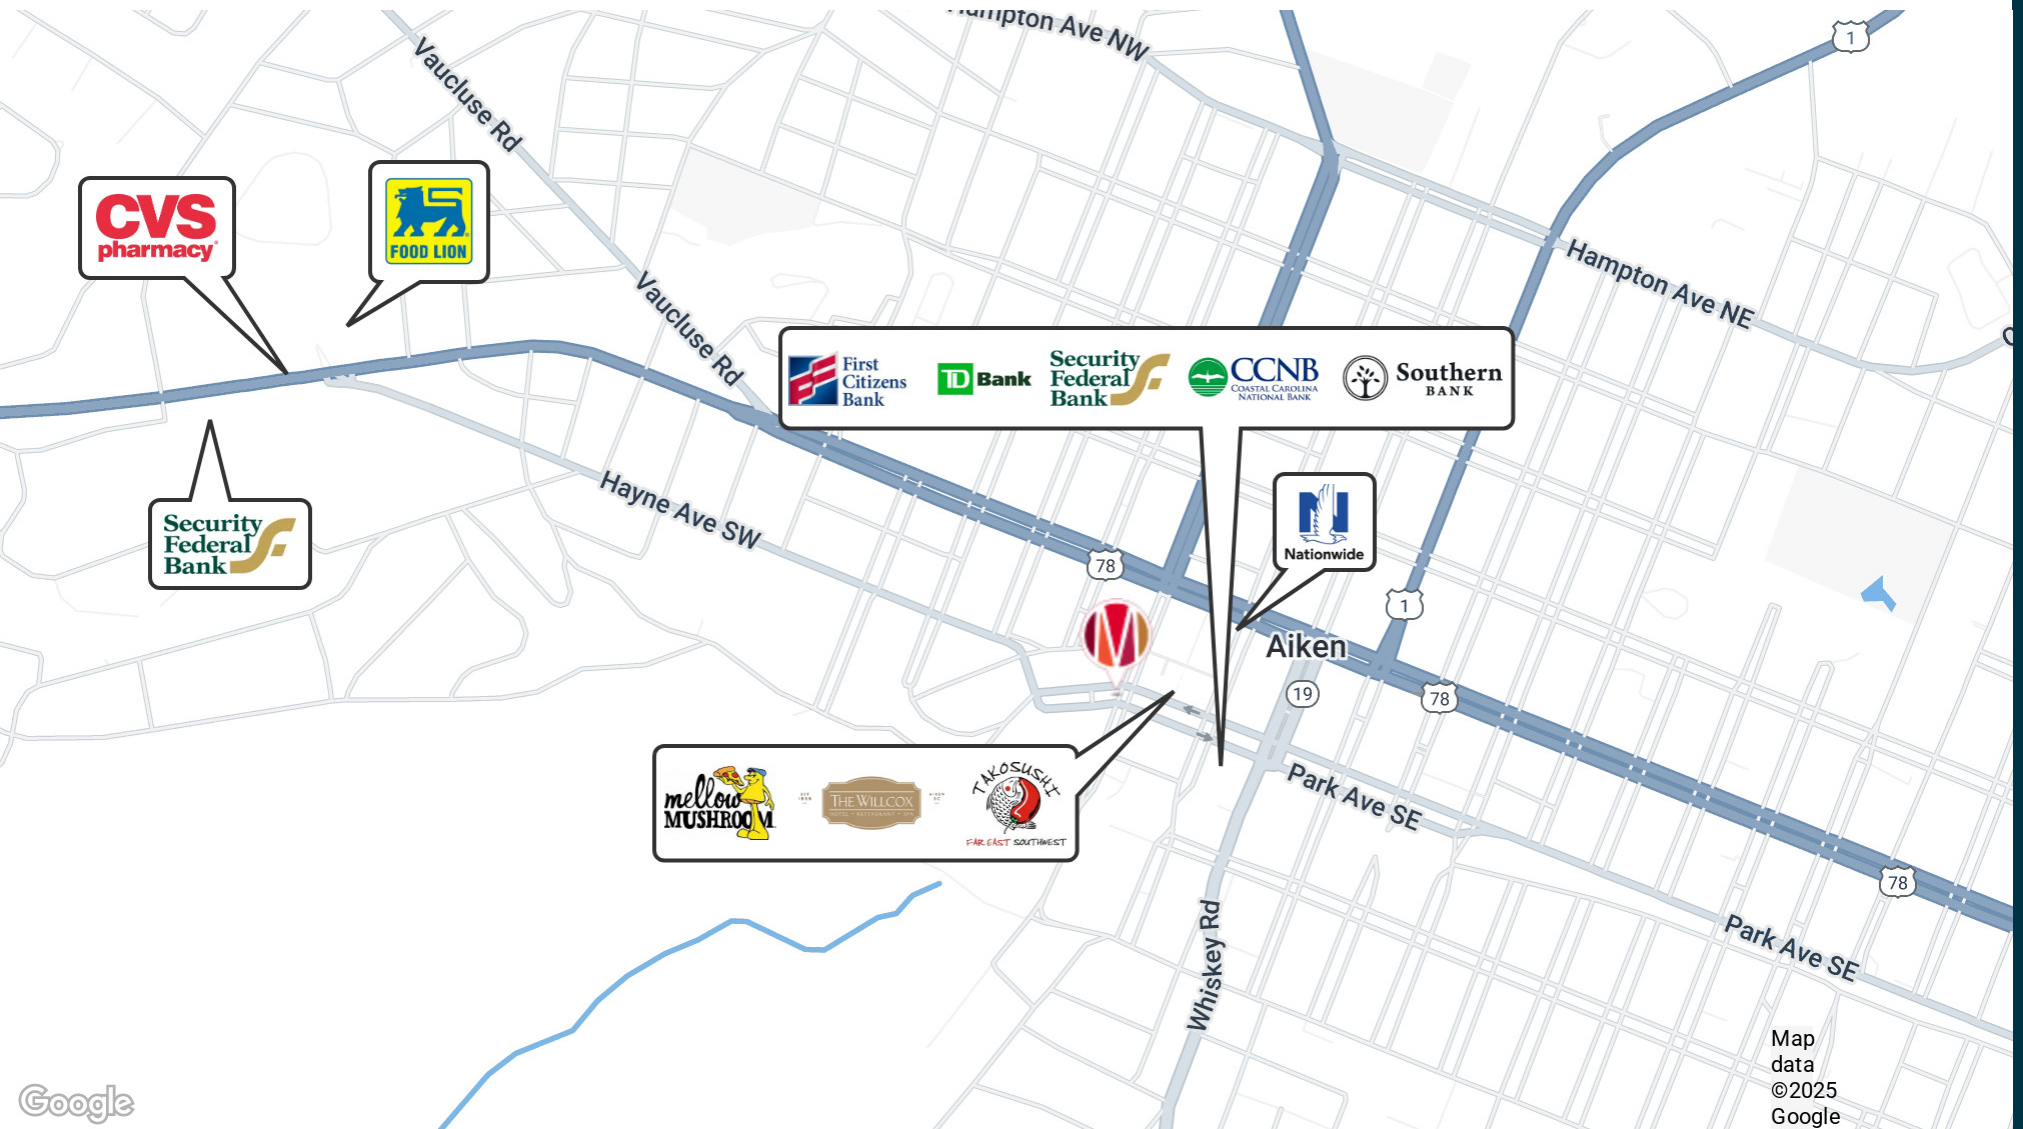 Hampton Ave NW
1
Vaucluse Rd
CVS
pharmacy
FOOD LION
Hampton Ave NE
Vaucluse Rd
First
Citizens
Bank
TD Bank
Security
Federal
Bank
CCNB
COASTAL CAROLINA
NATIONAL BANK
Southern
BANK
Hayne Ave SW
Security
Federal
Bank
N
Nationwide
78
1
M
Aiken
19
78
mellow
MUSHROOM
THE WILLCOX
HOTEL • RESTAURANT • SPA
TAKOSUSHI
FAR EAST SOUTHWEST
Park Ave SE
78
Whiskey Rd
Park Ave SE
Map
data
©2025
Google
Google